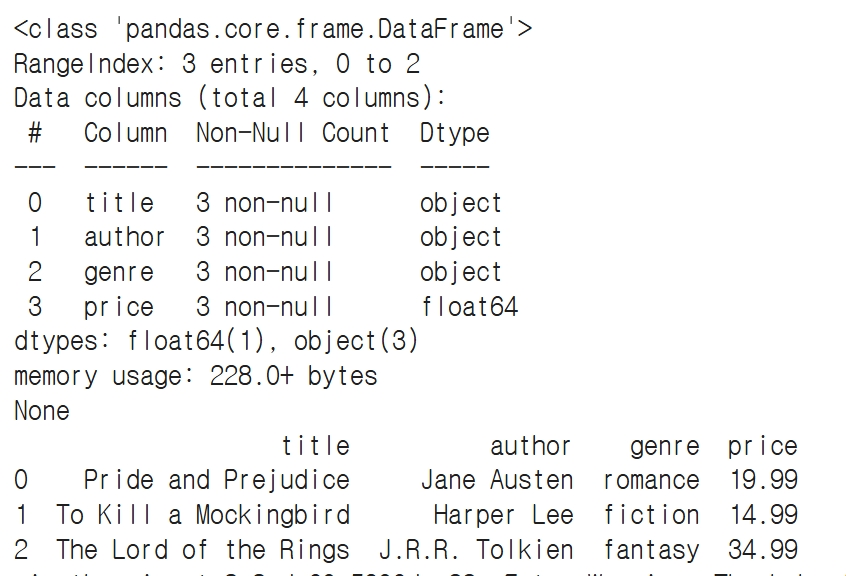 <class 'pandas.core.frame.DataFrame'>
RangeIndex: 3 entries, 0 to 2
Data columns (total 4 columns):
 #   Column  Non-Null Count  Dtype
---  ------  --------------  -----
 0   title   3 non-null      object
 1   author  3 non-null      object
 2   genre   3 non-null      object
 3   price   3 non-null      float64
dtypes: float64(1), object(3)
memory usage: 228.0+ bytes
None
                   title          author    genre  price
0    Pride and Prejudice     Jane Austen  romance  19.99
1  To Kill a Mockingbird      Harper Lee  fiction  14.99
2  The Lord of the Rings  J.R.R. Tolkien  fantasy  34.99